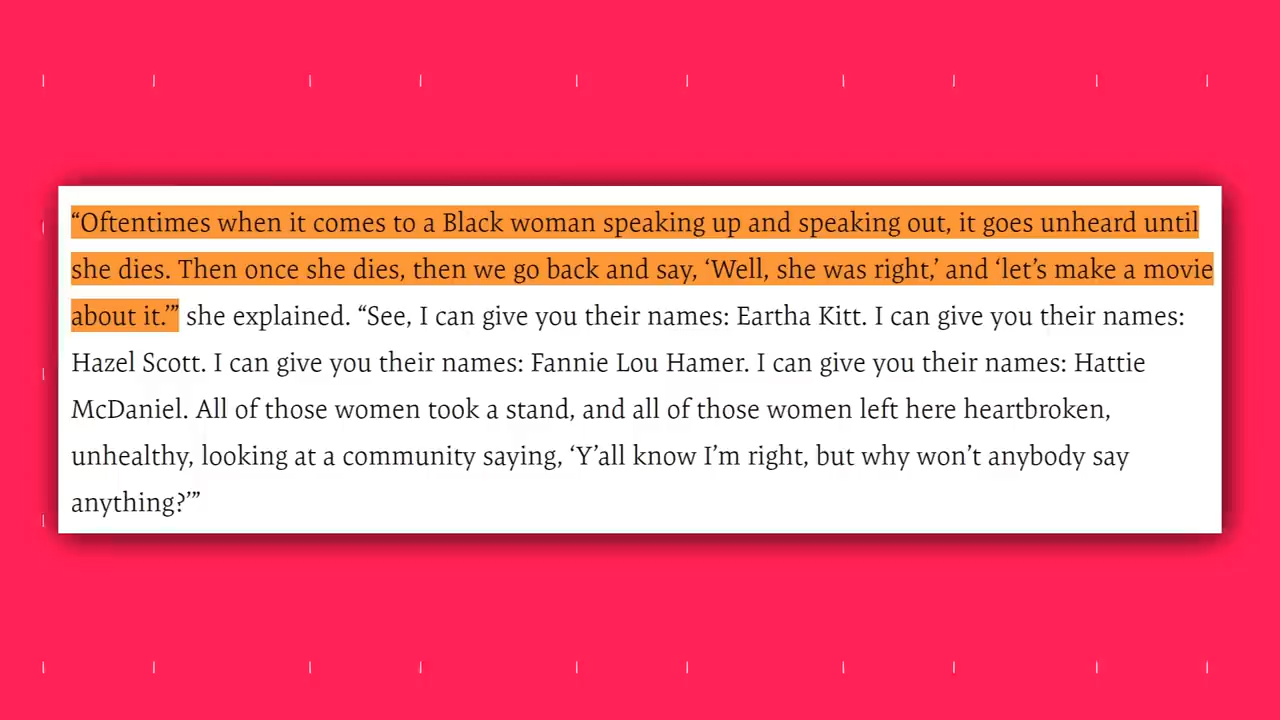 “Oftentimes when it comes to a Black woman speaking up and speaking out, it goes unheard until
she dies. Then once she dies, then we go back and say, ‘Well, she was right,’ and ‘let’s make a movie
about it.’” she explained. “See, I can give you their names: Eartha Kitt. I can give you their names:
Hazel Scott. I can give you their names: Fannie Lou Hamer. I can give you their names: Hattie
McDaniel. All of those women took a stand, and all of those women left here heartbroken,
unhealthy, looking at a community saying, ‘Y’all know I’m right, but why won’t anybody say
anything?’”